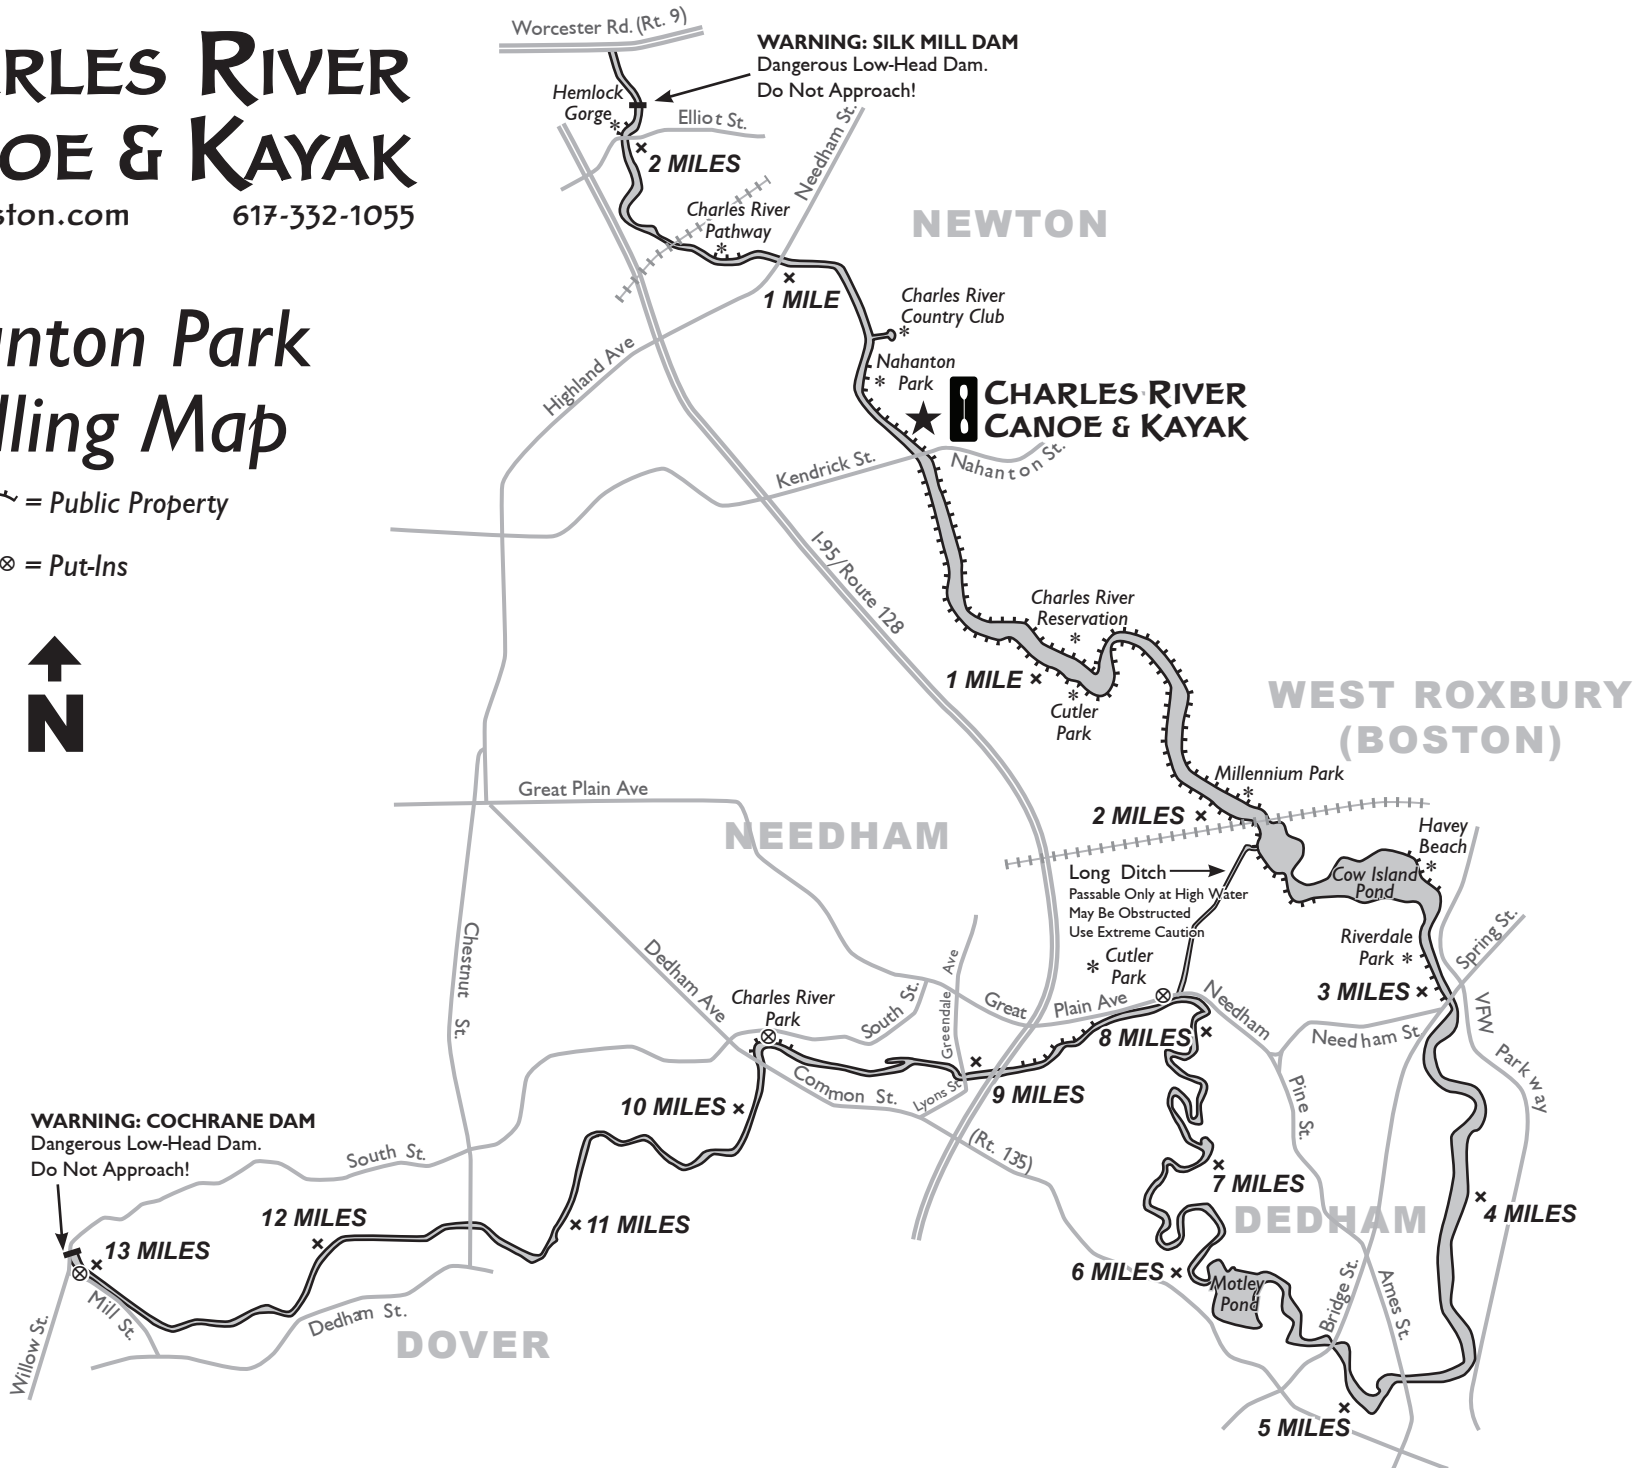 RLES RIVER
OE & KAYAK
ston.com 617-332-1055
nton Park
lling Map
= Public Property
= Put-Ins
N
Worcester Rd. (Rt. 9)
WARNING: SILK MILL DAM
Dangerous Low-Head Dam.
Do Not Approach!
Hemlock
Gorge
Elliot St.
Needham St.
2 MILES
Charles River
Pathway
NEWTON
1 MILE
Charles River
Country Club
Highland Ave
Nahanton
Park
CHARLES RIVER
CANOE & KAYAK
Kendrick St.
Nahanton St.
I-95/Route 128
Charles River
Reservation
1 MILE
Cutler
Park
WEST ROXBURY
(BOSTON)
Millennium Park
Great Plain Ave
2 MILES
NEEDHAM
Havey
Beach
Cow Island
Pond
Long Ditch
Passable Only at High Water
May Be Obstructed
Use Extreme Caution
Cutler
Park
Riverdale
Park
Spring St.
3 MILES
Chestnut St.
Dedham Ave
Charles River
Park
South St.
Greendale Ave
Great Plain Ave
Needham
Needham St.
VFW Parkway
8 MILES
9 MILES
Common St.
Lyons St.
10 MILES
Pine St.
(Rt. 135)
WARNING: COCHRANE DAM
Dangerous Low-Head Dam.
Do Not Approach!
South St.
7 MILES
DEDHAM
4 MILES
12 MILES
11 MILES
13 MILES
6 MILES
Motley
Pond
Bridge St.
Ames St.
Mill St.
Dedham St.
Willow St.
DOVER
5 MILES